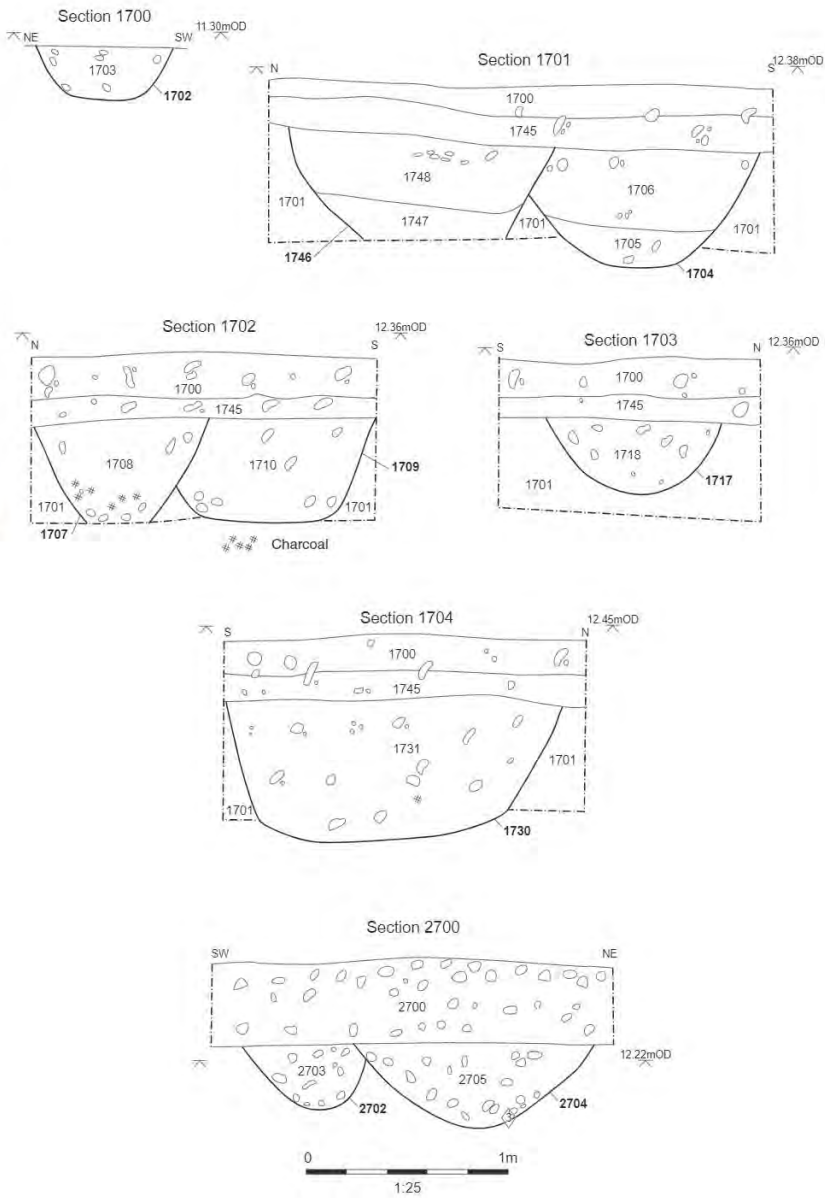 Section 1700
NE SW 11.30mOD
1703
1702
Section 1701
N S 12.38mOD
1700
1745
1748
1706
1701 1747 1701 1705 1701
1746 1704
Section 1702
N S 12.36mOD
1700
1745
1708 1710 1709
1701 1701
1707
Charcoal
Section 1703
S N 12.36mOD
1700
1745
1718
1701 1717
Section 1704
S N 12.45mOD
1700
1745
1731
1701
1701
1730
Section 2700
SW NE
2700
12.22mOD
2703 2705
2702 2704
3
0 1m
1:25